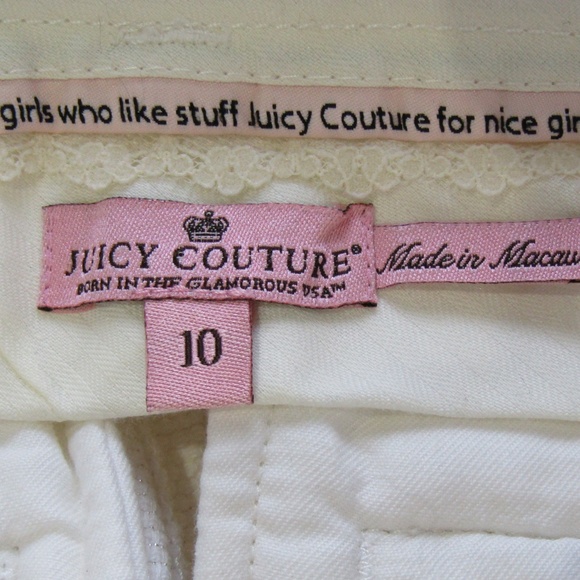 girls who like stuff Juicy Couture for nice gir
JUICY COUTURE®
BORN IN THE GLAMOROUS USA™
Made in Macau
10